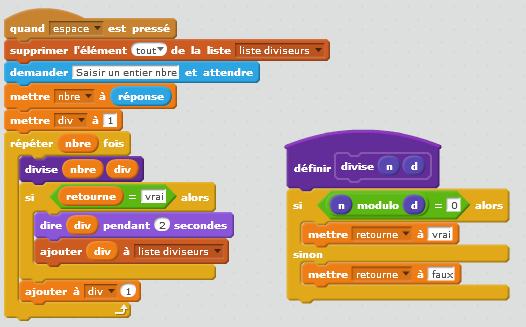 quand espace est pressé
supprimer l'élément tout de la liste liste diviseurs
demander Saisir un entier nbre et attendre
mettre nbre à réponse
mettre div à 1
répéter nbre fois
divise nbre div
si retourne = vrai alors
dire div pendant 2 secondes
ajouter div à liste diviseurs
ajouter à div 1
définir divise n d
si n modulo d = 0 alors
mettre retourne à vrai
sinon
mettre retourne à faux